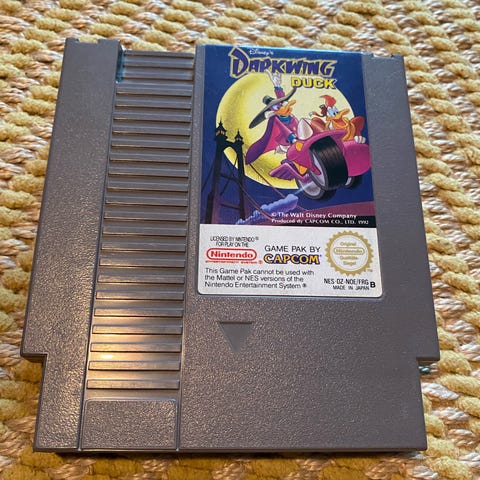 Disney's
DARKWING
DUCK
© The Walt Disney Company
Produced by CAPCOM CO., LTD. 1992
LICENSED BY NINTENDO®
FOR PLAY ON THE
Nintendo
ENTERTAINMENT SYSTEM®
GAME PAK BY
CAPCOM
Original
Nintendo
Seal of
Quality
This Game Pak cannot be used with
the Mattel or NES versions of the
Nintendo Entertainment System ®
NES-DZ-NOE/FRG
MADE IN JAPAN
B